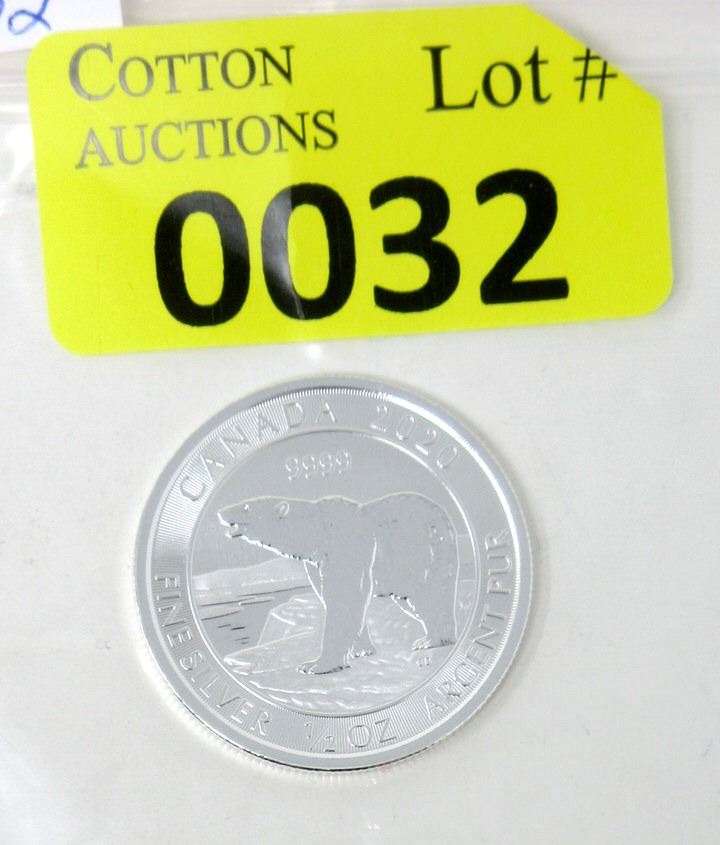 COTTON
AUCTIONS
Lot #
0032
CANADA 2020
9999
FINE SILVER 1/2 OZ ARGENT PUR